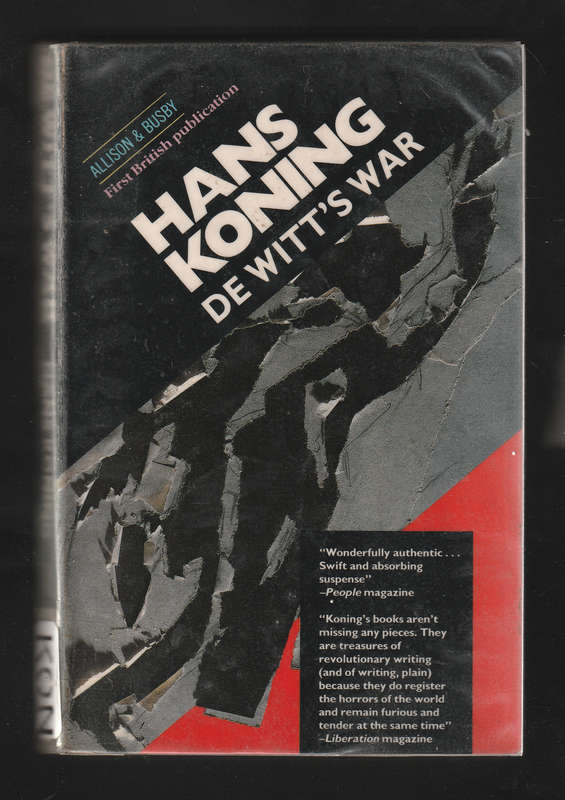 ALLISON & BUSBY
First British publication
HANS
KONING
DE WITT'S WAR
"Wonderfully authentic...
Swift and absorbing
suspense"
–People magazine
"Koning's books aren't
missing any pieces. They
are treasures of
revolutionary writing
(and of writing, plain)
because they do register
the horrors of the world
and remain furious and
tender at the same time"
–Liberation magazine
KON